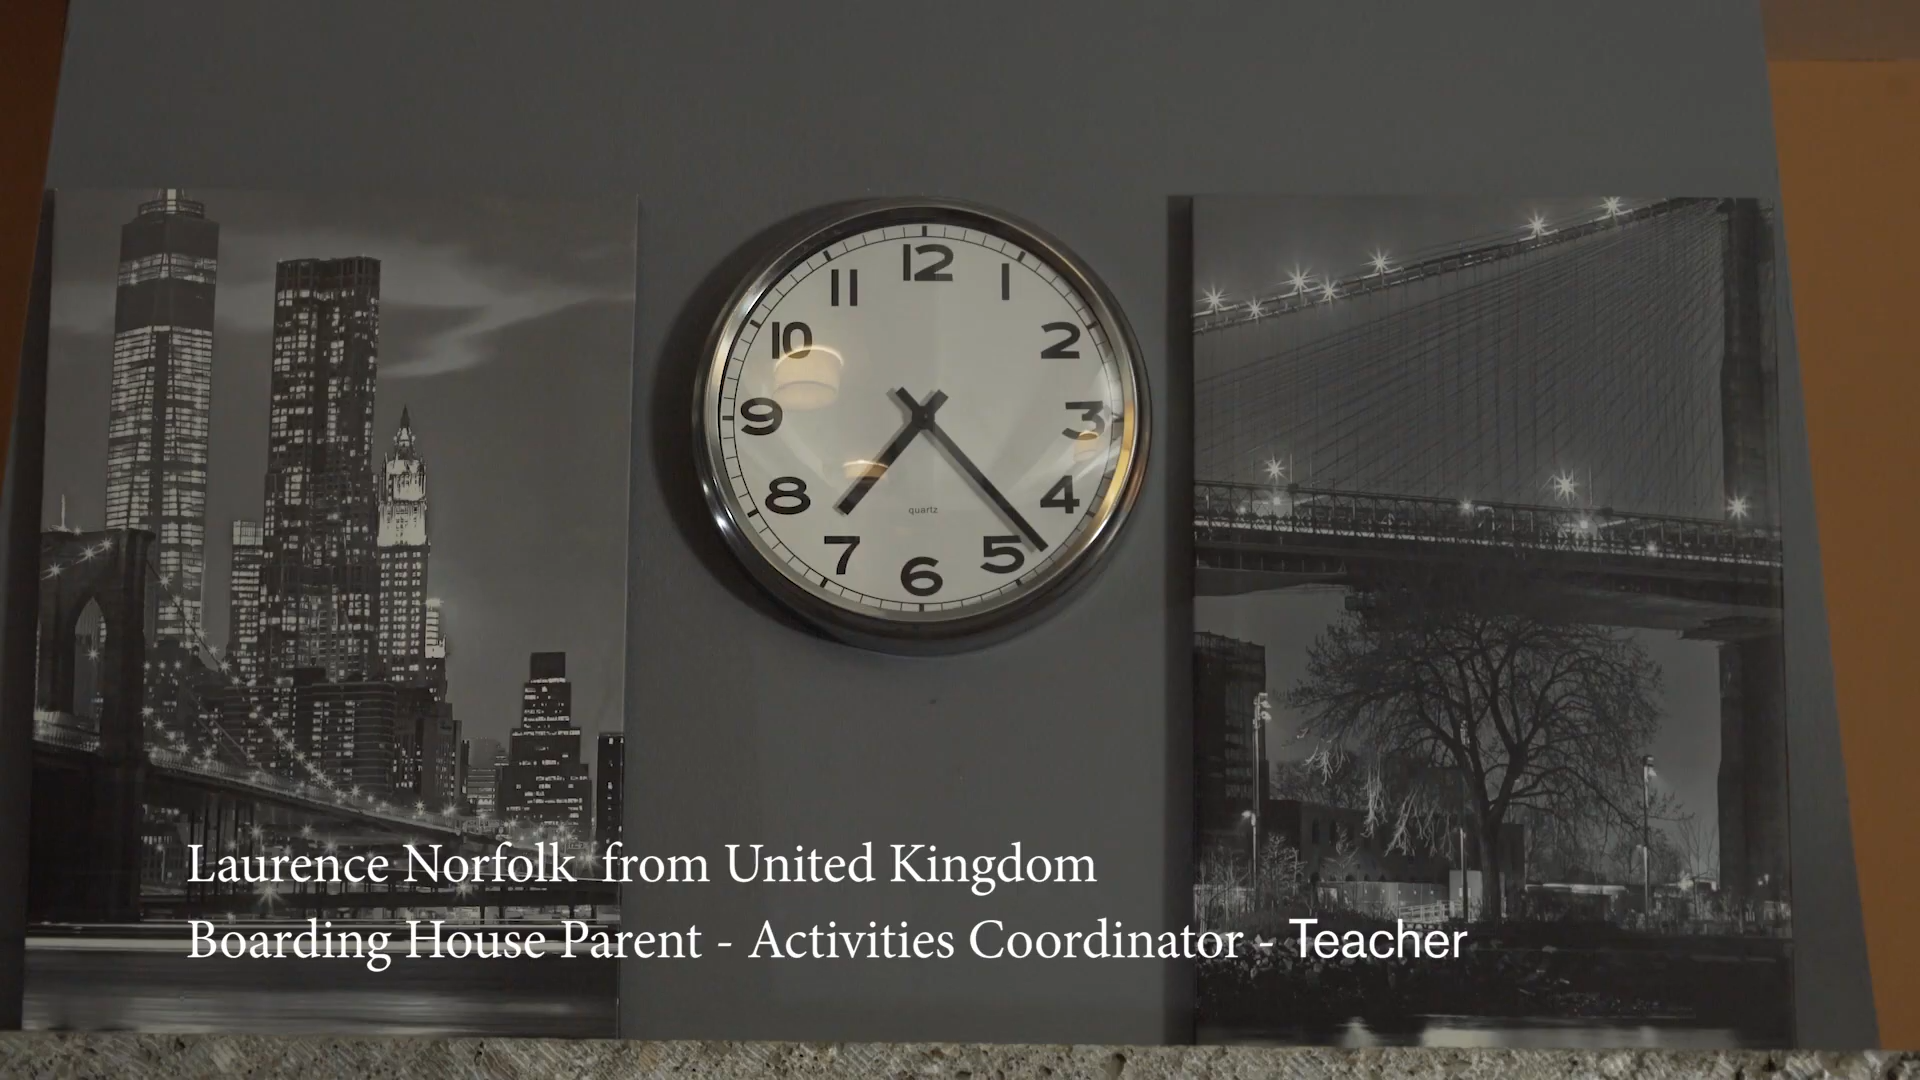 12
11 1
10 2
9 3
8 4
quartz
7 5
6
Laurence Norfolk  from United Kingdom
Boarding House Parent - Activities Coordinator - Teacher